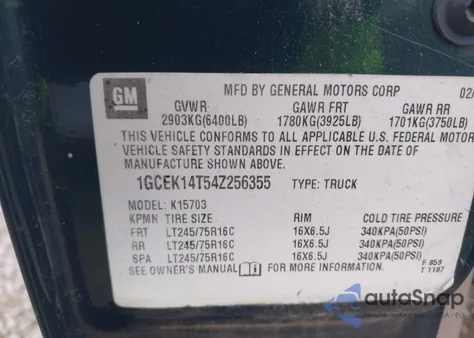 GM
MFD BY GENERAL MOTORS CORP 02/
GVWR GAWR FRT GAWR RR
2903KG(6400LB) 1780KG(3925LB) 1701KG(3750LB)
THIS VEHICLE CONFORMS TO ALL APPLICABLE U.S. FEDERAL MOTOR
VEHICLE SAFETY STANDARDS IN EFFECT ON THE DATE OF
MANUFACTURE SHOWN ABOVE.
1GCEK14T54Z256355 TYPE: TRUCK
MODEL: K15703
KPMN TIRE SIZE RIM COLD TIRE PRESSURE
FRT LT245/75R16C 16X6.5J 340KPA(50PSI)
RR LT245/75R16C 16X6.5J 340KPA(50PSI)
SPA LT245/75R16C 16X6.5J 340KPA(50PSI)
SEE OWNER'S MANUAL FOR MORE INFORMATION.
F 859
T 1187
autoSnap